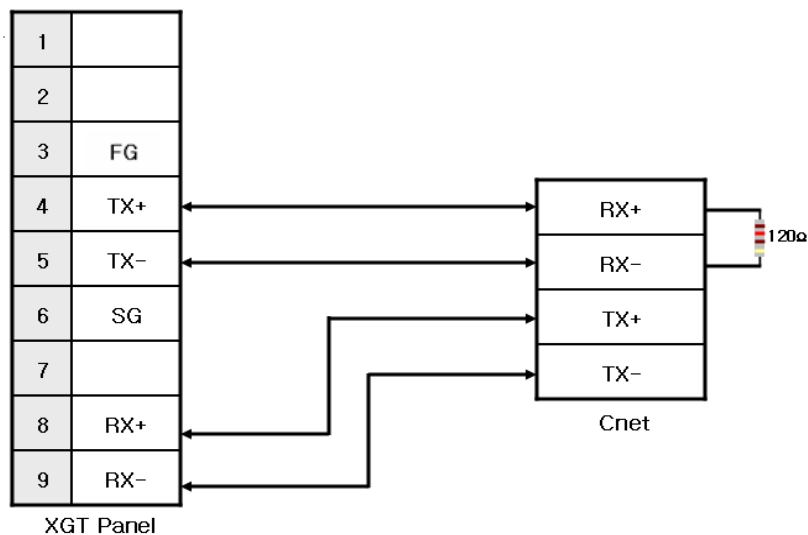 1
2
3 FG
4 TX+
5 TX-
6 SG
7
8 RX+
9 RX-
XGT Panel
RX+
RX-
TX+
TX-
Cnet
120Ω